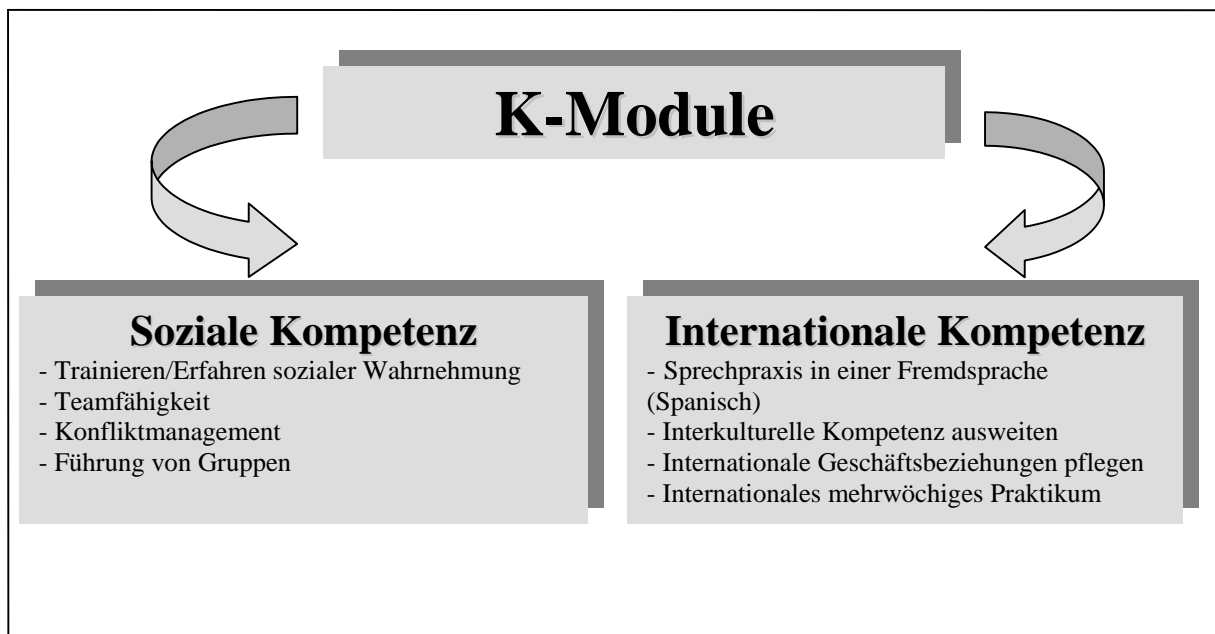 K-Module
Soziale Kompetenz
- Trainieren/Erfahren sozialer Wahrnehmung
- Teamfähigkeit
- Konfliktmanagement
- Führung von Gruppen
Internationale Kompetenz
- Sprechpraxis in einer Fremdsprache
(Spanisch)
- Interkulturelle Kompetenz ausweiten
- Internationale Geschäftsbeziehungen pflegen
- Internationales mehrwöchiges Praktikum